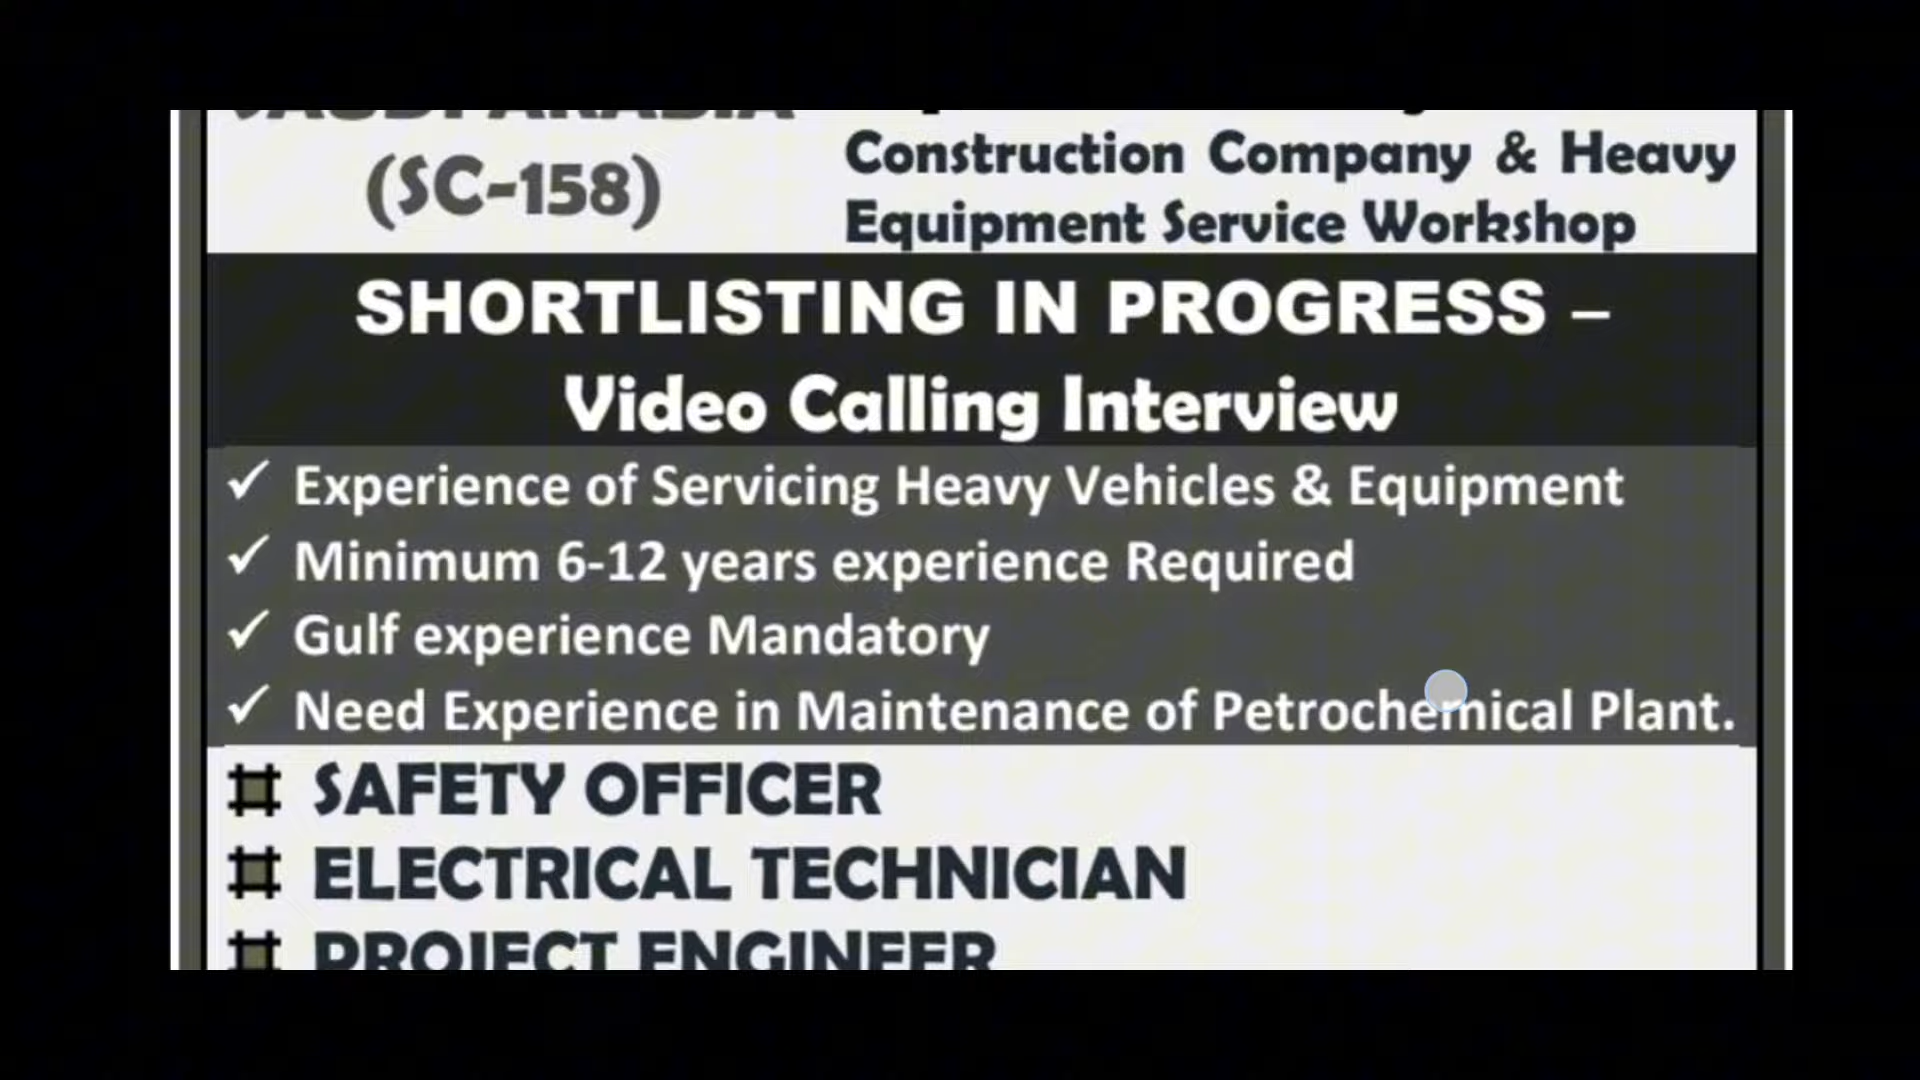 SAUDI ARABIA
(SC-158)
Construction Company & Heavy
Equipment Service Workshop
SHORTLISTING IN PROGRESS –
Video Calling Interview
✓ Experience of Servicing Heavy Vehicles & Equipment
✓ Minimum 6-12 years experience Required
✓ Gulf experience Mandatory
✓ Need Experience in Maintenance of Petrochemical Plant.
SAFETY OFFICER
ELECTRICAL TECHNICIAN
PROJECT ENGINEER